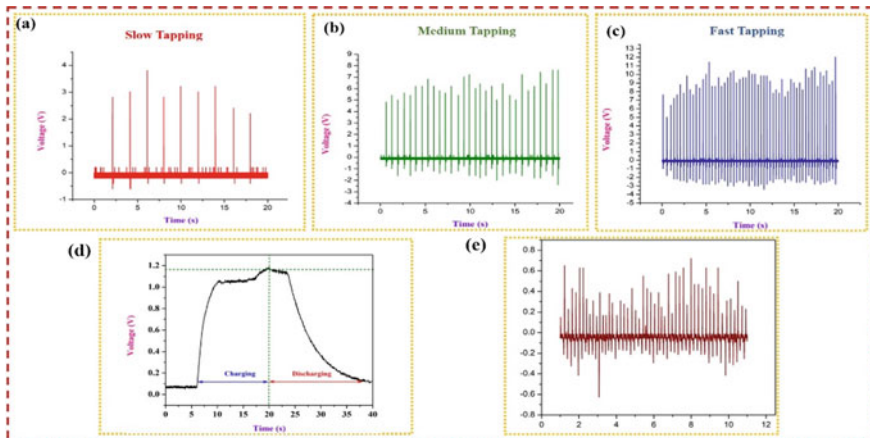 (a)
Slow Tapping
Voltage (V)
4
3
2
1
0
-1
0 5 10 15 20
Time (s)
(b)
Medium Tapping
Voltage (V)
9
8
7
6
5
4
3
2
1
0
-1
-2
-3
-4
0 5 10 15 20
Time (s)
(c)
Fast Tapping
Voltage (V)
13
12
11
10
9
8
7
6
5
4
3
2
1
0
-1
-2
-3
-4
-5
0 5 10 15 20
Time (s)
(d)
Voltage (V)
1.2
1.0
0.8
0.6
0.4
0.2
0.0
Charging
Discharging
0 5 10 15 20 25 30 35 40
Time (s)
(e)
0.8
0.6
0.4
0.2
0.0
-0.2
-0.4
-0.6
-0.8
0 2 4 6 8 10 12